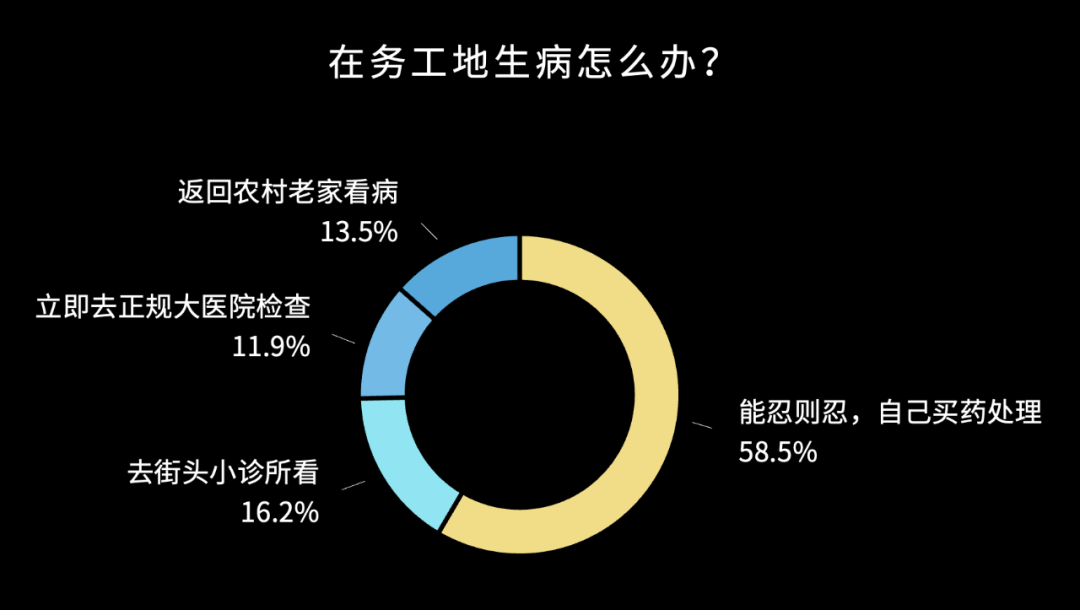 在务工地生病怎么办？
返回农村老家看病
13.5%
立即去正规大医院检查
11.9%
能忍则忍，自己买药处理
58.5%
去街头小诊所看
16.2%